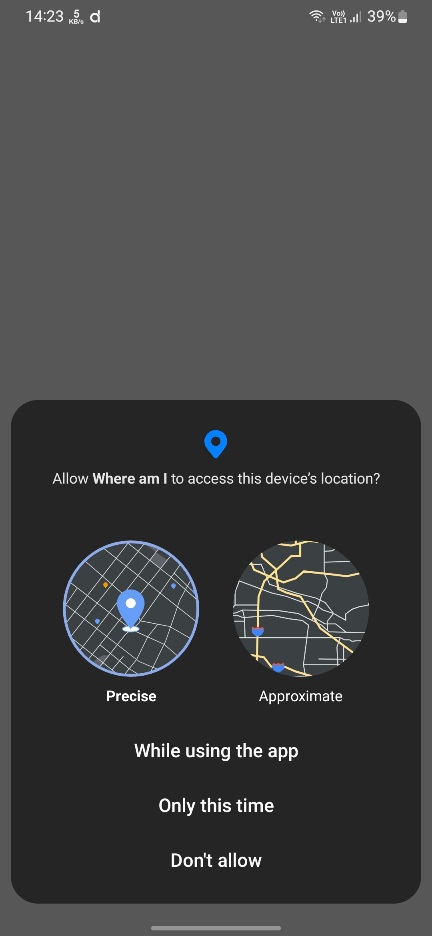 14:23 5 KB/s d Vo)) LTE1 39%
Allow Where am I to access this device's location?
Precise Approximate
While using the app
Only this time
Don't allow